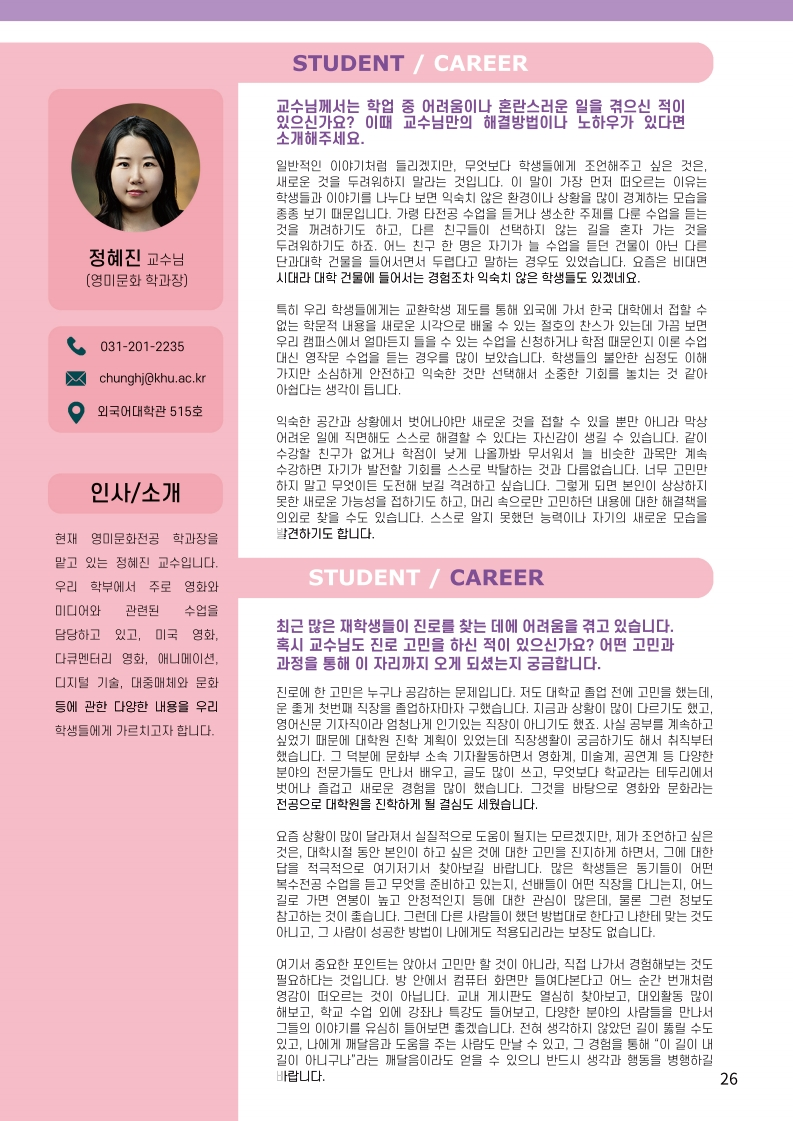 STUDENT / CAREER
정혜진 교수님
(영미문화 학과장)
031-201-2235
chunghj@khu.ac.kr
외국어대학관 515호
인사/소개
현재 영미문화전공 학과장을
맡고 있는 정혜진 교수입니다.
우리 학부에서 주로 영화와
미디어와 관련된 수업을
담당하고 있고, 미국 영화,
다큐멘터리 영화, 애니메이션,
디지털 기술, 대중매체와 문화
등에 관한 다양한 내용을 우리
학생들에게 가르치고자 합니다.
교수님께서는 학업 중 어려움이나 혼란스러운 일을 겪으신 적이
있으신가요? 이때 교수님만의 해결방법이나 노하우가 있다면
소개해주세요.
일반적인 이야기처럼 들리겠지만, 무엇보다 학생들에게 조언해주고 싶은 것은,
새로운 것을 두려워하지 말라는 것입니다. 이 말이 가장 먼저 떠오르는 이유는
학생들과 이야기를 나누다 보면 익숙치 않은 환경이나 상황을 많이 경계하는 모습을
종종 보기 때문입니다. 가령 타전공 수업을 듣거나 생소한 주제를 다룬 수업을 듣는
것을 꺼려하기도 하고, 다른 친구들이 선택하지 않는 길을 혼자 가는 것을
두려워하기도 하죠. 어느 친구 한 명은 자기가 늘 수업을 듣던 건물이 아닌 다른
단과대학 건물을 들어서면서 두렵다고 말하는 경우도 있었습니다. 요즘은 비대면
시대라 대학 건물에 들어서는 경험조차 익숙치 않은 학생들도 있겠네요.
특히 우리 학생들에게는 교환학생 제도를 통해 외국에 가서 한국 대학에서 접할 수
없는 학문적 내용을 새로운 시각으로 배울 수 있는 절호의 찬스가 있는데 가끔 보면
우리 캠퍼스에서 얼마든지 들을 수 있는 수업을 신청하거나 학점 때문인지 이론 수업
대신 영작문 수업을 듣는 경우를 많이 보았습니다. 학생들의 불안한 심정도 이해
가지만 소심하게 안전하고 익숙한 것만 선택해서 소중한 기회를 놓치는 것 같아
아쉽다는 생각이 듭니다.
익숙한 공간과 상황에서 벗어나야만 새로운 것을 접할 수 있을 뿐만 아니라 막상
어려운 일에 직면해도 스스로 해결할 수 있다는 자신감이 생길 수 있습니다. 같이
수강할 친구가 없거나 학점이 낮게 나올까봐 무서워서 늘 비슷한 과목만 계속
수강하면 자기가 발전할 기회를 스스로 박탈하는 것과 다름없습니다. 너무 고민만
하지 말고 무엇이든 도전해 보길 격려하고 싶습니다. 그렇게 되면 본인이 상상하지
못한 새로운 가능성을 접하기도 하고, 머리 속으로만 고민하던 내용에 대한 해결책을
의외로 찾을 수도 있습니다. 스스로 알지 못했던 능력이나 자기의 새로운 모습을
발견하기도 합니다.
STUDENT / CAREER
최근 많은 재학생들이 진로를 찾는 데에 어려움을 겪고 있습니다.
혹시 교수님도 진로 고민을 하신 적이 있으신가요? 어떤 고민과
과정을 통해 이 자리까지 오게 되셨는지 궁금합니다.
진로에 한 고민은 누구나 공감하는 문제입니다. 저도 대학교 졸업 전에 고민을 했는데,
운 좋게 첫번째 직장을 졸업하자마자 구했습니다. 지금과 상황이 많이 다르기도 했고,
영어신문 기자직이라 엄청나게 인기있는 직장이 아니기도 했죠. 사실 공부를 계속하고
싶었기 때문에 대학원 진학 계획이 있었는데 직장생활이 궁금하기도 해서 취직부터
했습니다. 그 덕분에 문화부 소속 기자활동하면서 영화계, 미술계, 공연계 등 다양한
분야의 전문가들도 만나서 배우고, 글도 많이 쓰고, 무엇보다 학교라는 테두리에서
벗어나 즐겁고 새로운 경험을 많이 했습니다. 그것을 바탕으로 영화와 문화라는
전공으로 대학원을 진학하게 될 결심도 세웠습니다.
요즘 상황이 많이 달라져서 실질적으로 도움이 될지는 모르겠지만, 제가 조언하고 싶은
것은, 대학시절 동안 본인이 하고 싶은 것에 대한 고민을 진지하게 하면서, 그에 대한
답을 적극적으로 여기저기서 찾아보길 바랍니다. 많은 학생들은 동기들이 어떤
복수전공 수업을 듣고 무엇을 준비하고 있는지, 선배들이 어떤 직장을 다니는지, 어느
길로 가면 연봉이 높고 안정적인지 등에 대한 관심이 많은데, 물론 그런 정보도
참고하는 것이 좋습니다. 그런데 다른 사람들이 했던 방법대로 한다고 나한테 맞는 것도
아니고, 그 사람이 성공한 방법이 나에게도 적용되리라는 보장도 없습니다.
여기서 중요한 포인트는 앉아서 고민만 할 것이 아니라, 직접 나가서 경험해보는 것도
필요하다는 것입니다. 방 안에서 컴퓨터 화면만 들여다본다고 어느 순간 번개처럼
영감이 떠오르는 것이 아닙니다. 교내 게시판도 열심히 찾아보고, 대외활동 많이
해보고, 학교 수업 외에 강좌나 특강도 들어보고, 다양한 분야의 사람들을 만나서
그들의 이야기를 유심히 들어보면 좋겠습니다. 전혀 생각하지 않았던 길이 뚫릴 수도
있고, 나에게 깨달음과 도움을 주는 사람도 만날 수 있고, 그 경험을 통해 “이 길이 내
길이 아니구나”라는 깨달음이라도 얻을 수 있으니 반드시 생각과 행동을 병행하길
바랍니다.
26